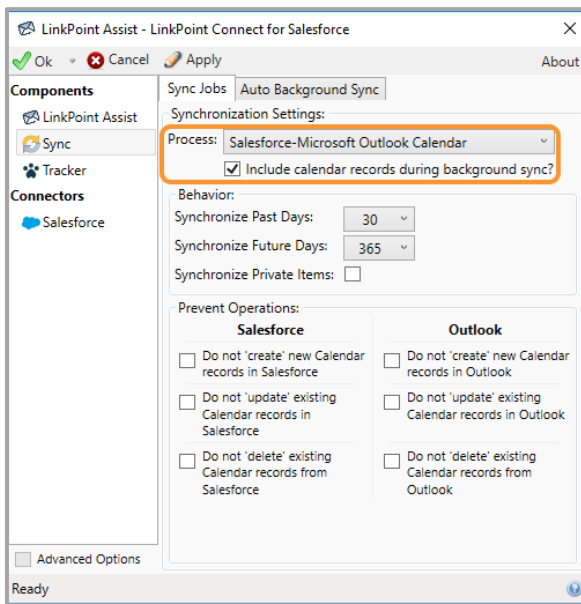 LinkPoint Assist - LinkPoint Connect for Salesforce
Ok Cancel Apply About
Components
LinkPoint Assist
Sync
Tracker
Connectors
Salesforce
Advanced Options
Sync Jobs Auto Background Sync
Synchronization Settings:
Process: Salesforce-Microsoft Outlook Calendar
Include calendar records during background sync?
Behavior:
Synchronize Past Days: 30
Synchronize Future Days: 365
Synchronize Private Items:
Prevent Operations:
Salesforce
Do not 'create' new Calendar
records in Salesforce
Do not 'update' existing
Calendar records in
Salesforce
Do not 'delete' existing
Calendar records from
Salesforce
Outlook
Do not 'create' new Calendar
records in Outlook
Do not 'update' existing
Calendar records in Outlook
Do not 'delete' existing
Calendar records from
Outlook
Ready